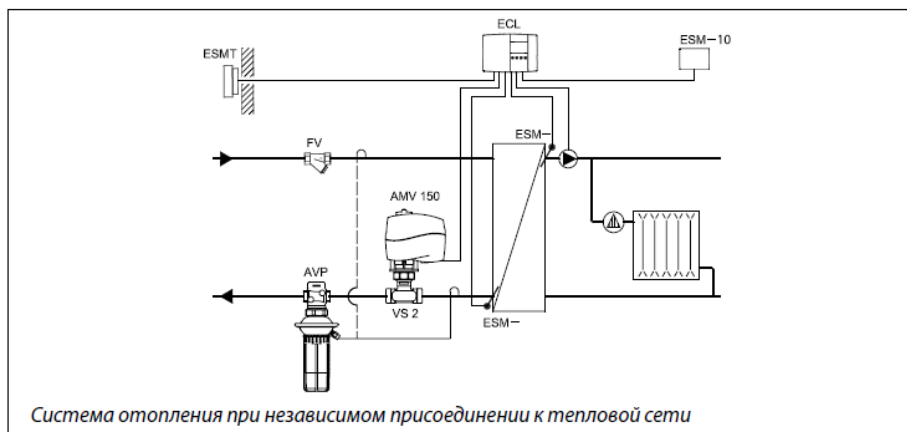 ECL
ESMT
ESM-10
FV
ESM-
AMV 150
AVP
VS 2
ESM-
Система отопления при независимом присоединении к тепловой сети